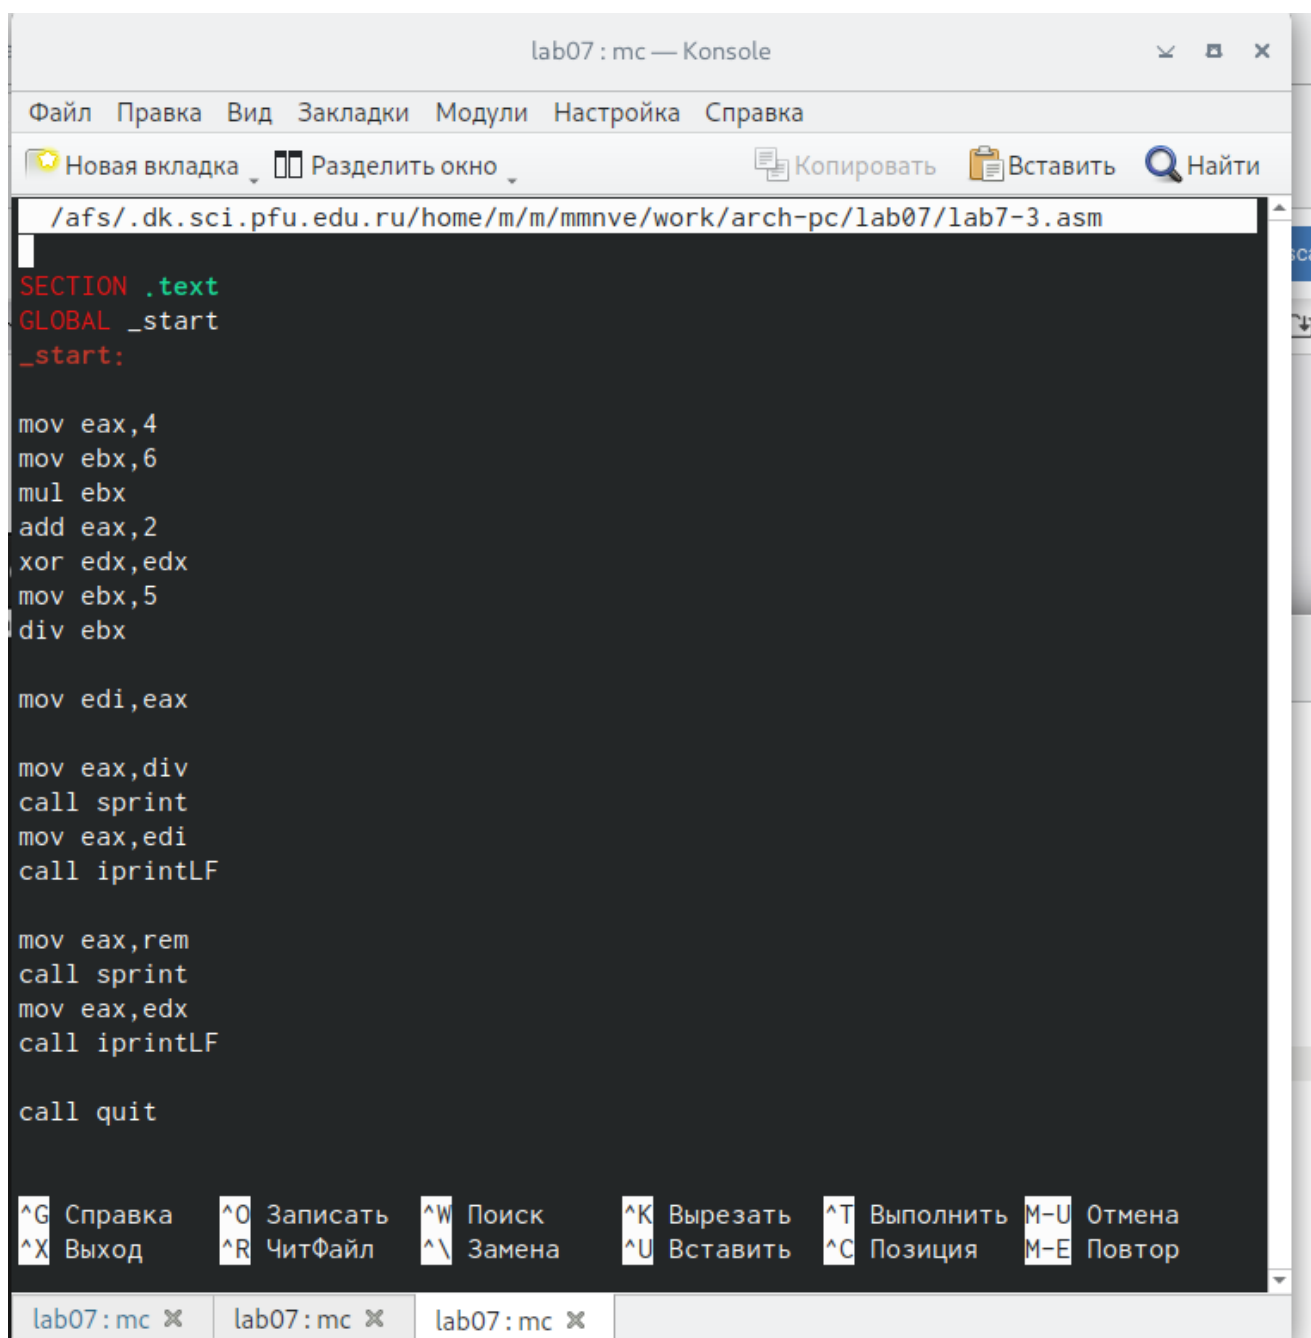 lab07 : mc — Konsole
Файл Правка Вид Закладки Модули Настройка Справка
Новая вкладка Разделить окно Копировать Вставить Найти
/afs/.dk.sci.pfu.edu.ru/home/m/m/mmnve/work/arch-pc/lab07/lab7-3.asm
SECTION .text
GLOBAL _start
_start:
mov eax,4
mov ebx,6
mul ebx
add eax,2
xor edx,edx
mov ebx,5
div ebx
mov edi,eax
mov eax,div
call sprint
mov eax,edi
call iprintLF
mov eax,rem
call sprint
mov eax,edx
call iprintLF
call quit
^G Справка ^O Записать ^W Поиск ^K Вырезать ^T Выполнить M-U Отмена
^X Выход ^R ЧитФайл ^\ Замена ^U Вставить ^C Позиция M-E Повтор
lab07 : mc lab07 : mc lab07 : mc